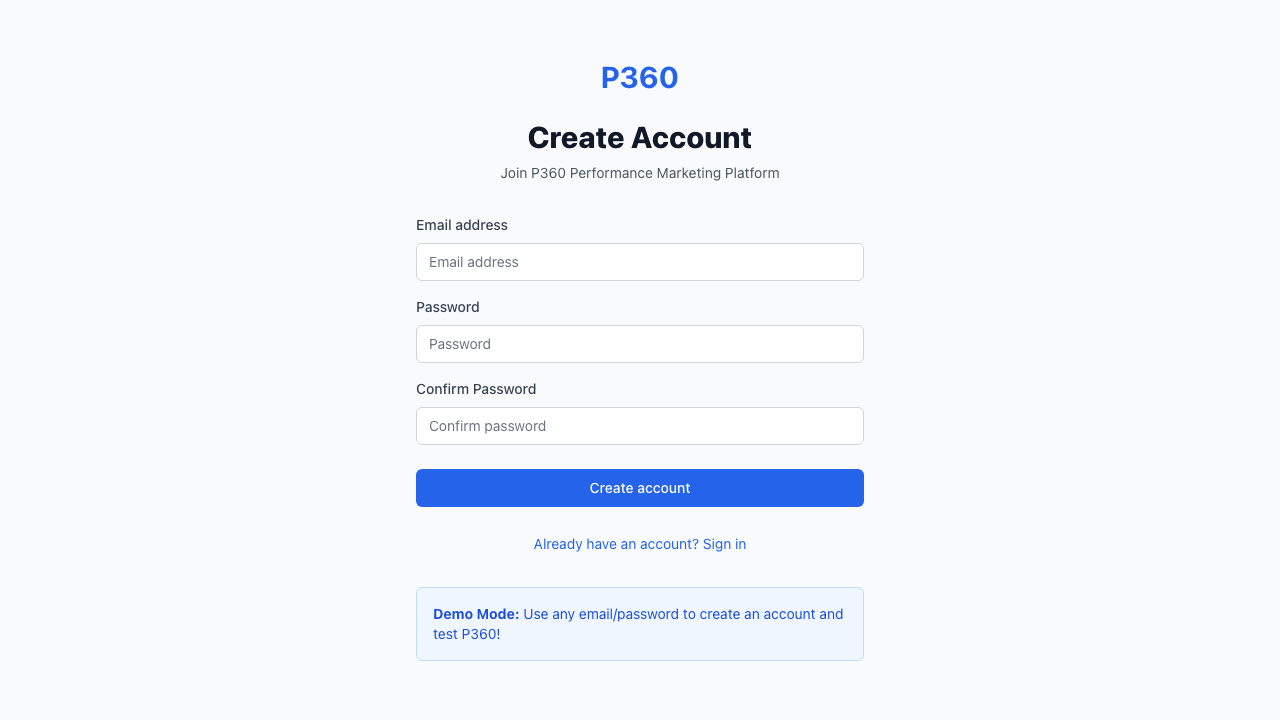 P360
Create Account
Join P360 Performance Marketing Platform
Email address
Email address
Password
Password
Confirm Password
Confirm password
Create account
Already have an account? Sign in
Demo Mode: Use any email/password to create an account and
test P360!